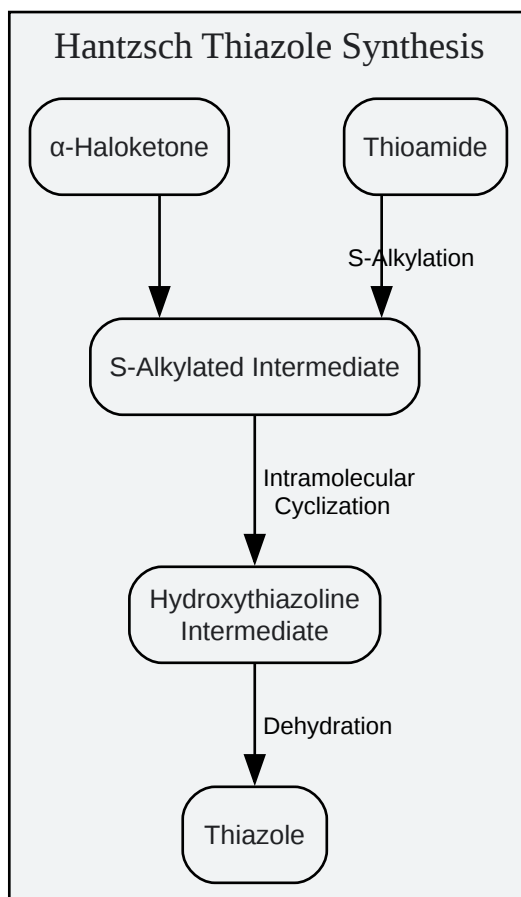 Hantzsch Thiazole Synthesis
α-Haloketone
Thioamide
S-Alkylation
S-Alkylated Intermediate
Intramolecular
Cyclization
Hydroxythiazoline
Intermediate
Dehydration
Thiazole